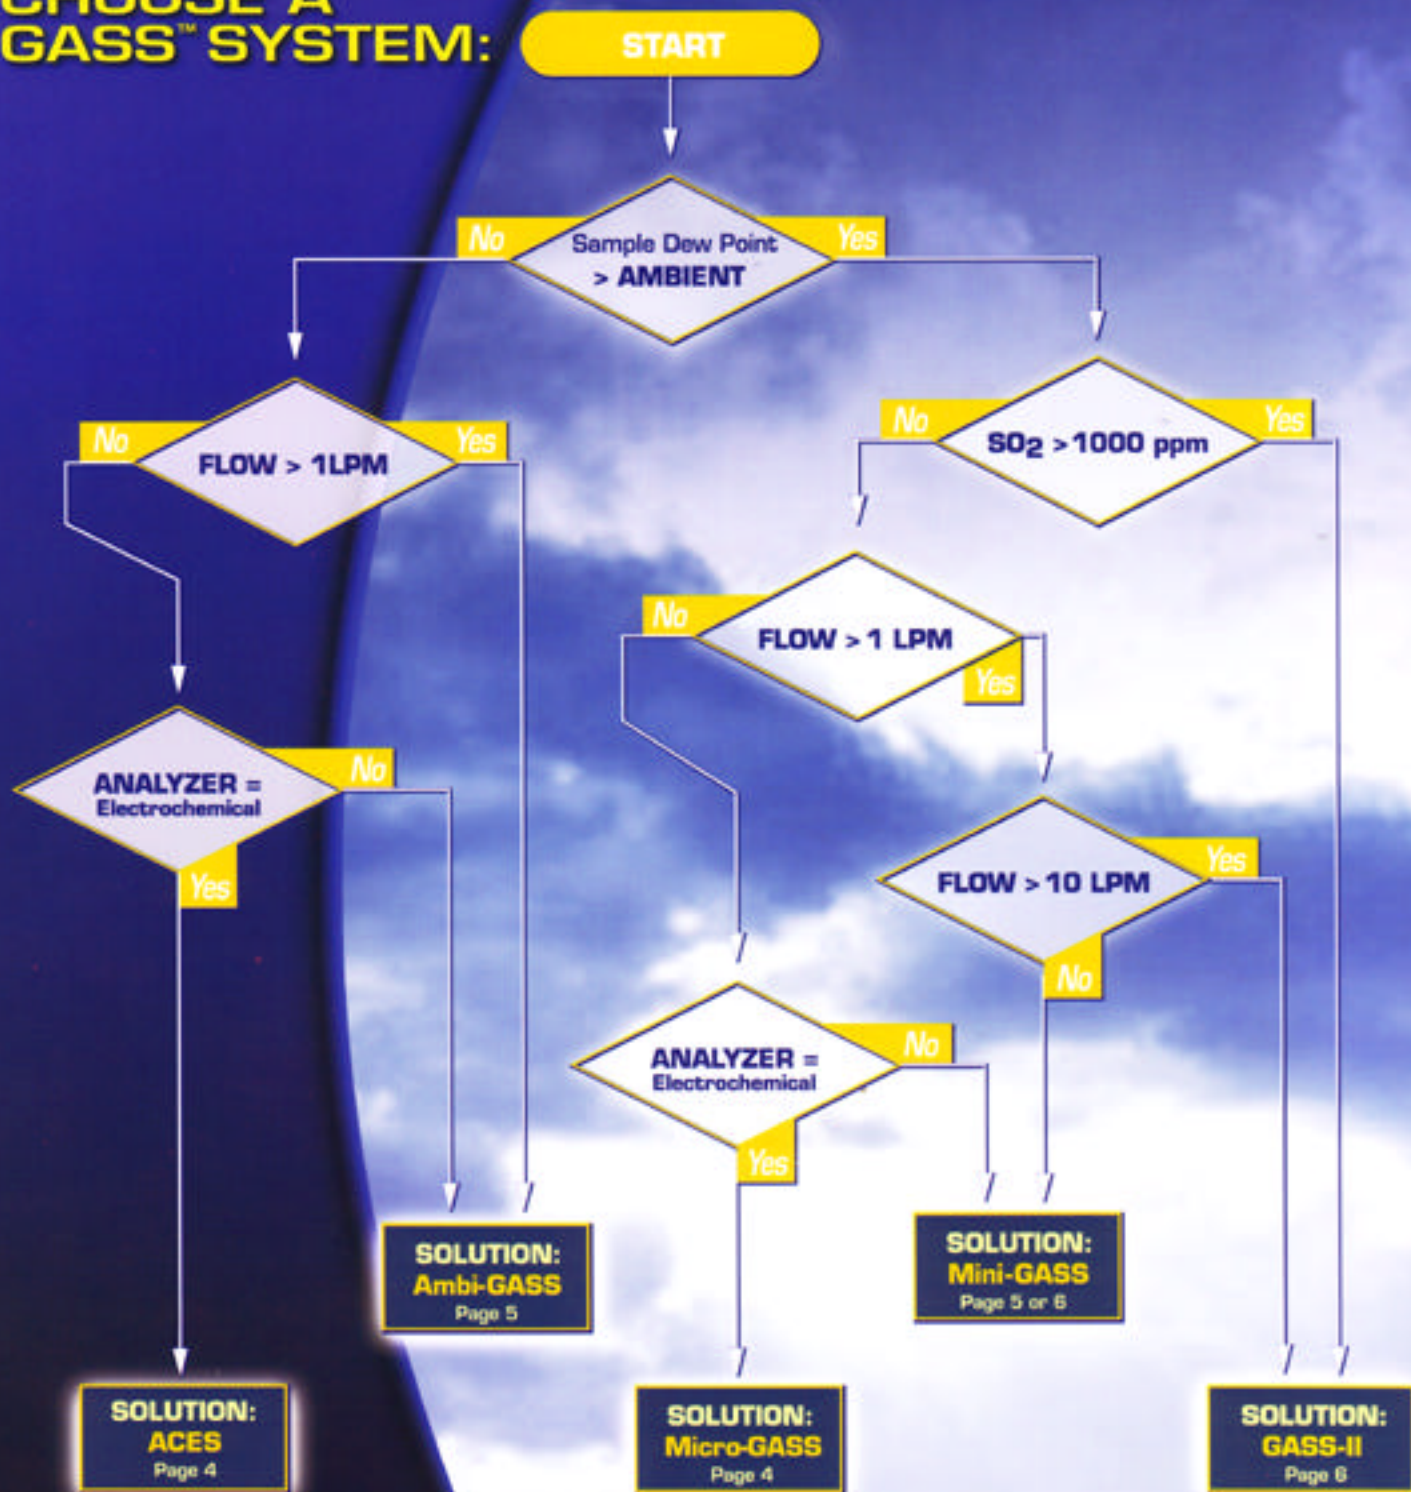 CHOOSE A
GASS™ SYSTEM:
START
No
Sample Dew Point
> AMBIENT
Yes
No
FLOW > 1LPM
Yes
No
SO2 > 1000 ppm
Yes
No
FLOW > 1 LPM
Yes
ANALYZER =
Electrochemical
No
Yes
FLOW > 10 LPM
Yes
No
ANALYZER =
Electrochemical
No
Yes
SOLUTION:
Ambi-GASS
Page 5
SOLUTION:
Mini-GASS
Page 5 or 6
SOLUTION:
ACES
Page 4
SOLUTION:
Micro-GASS
Page 4
SOLUTION:
GASS-II
Page 6